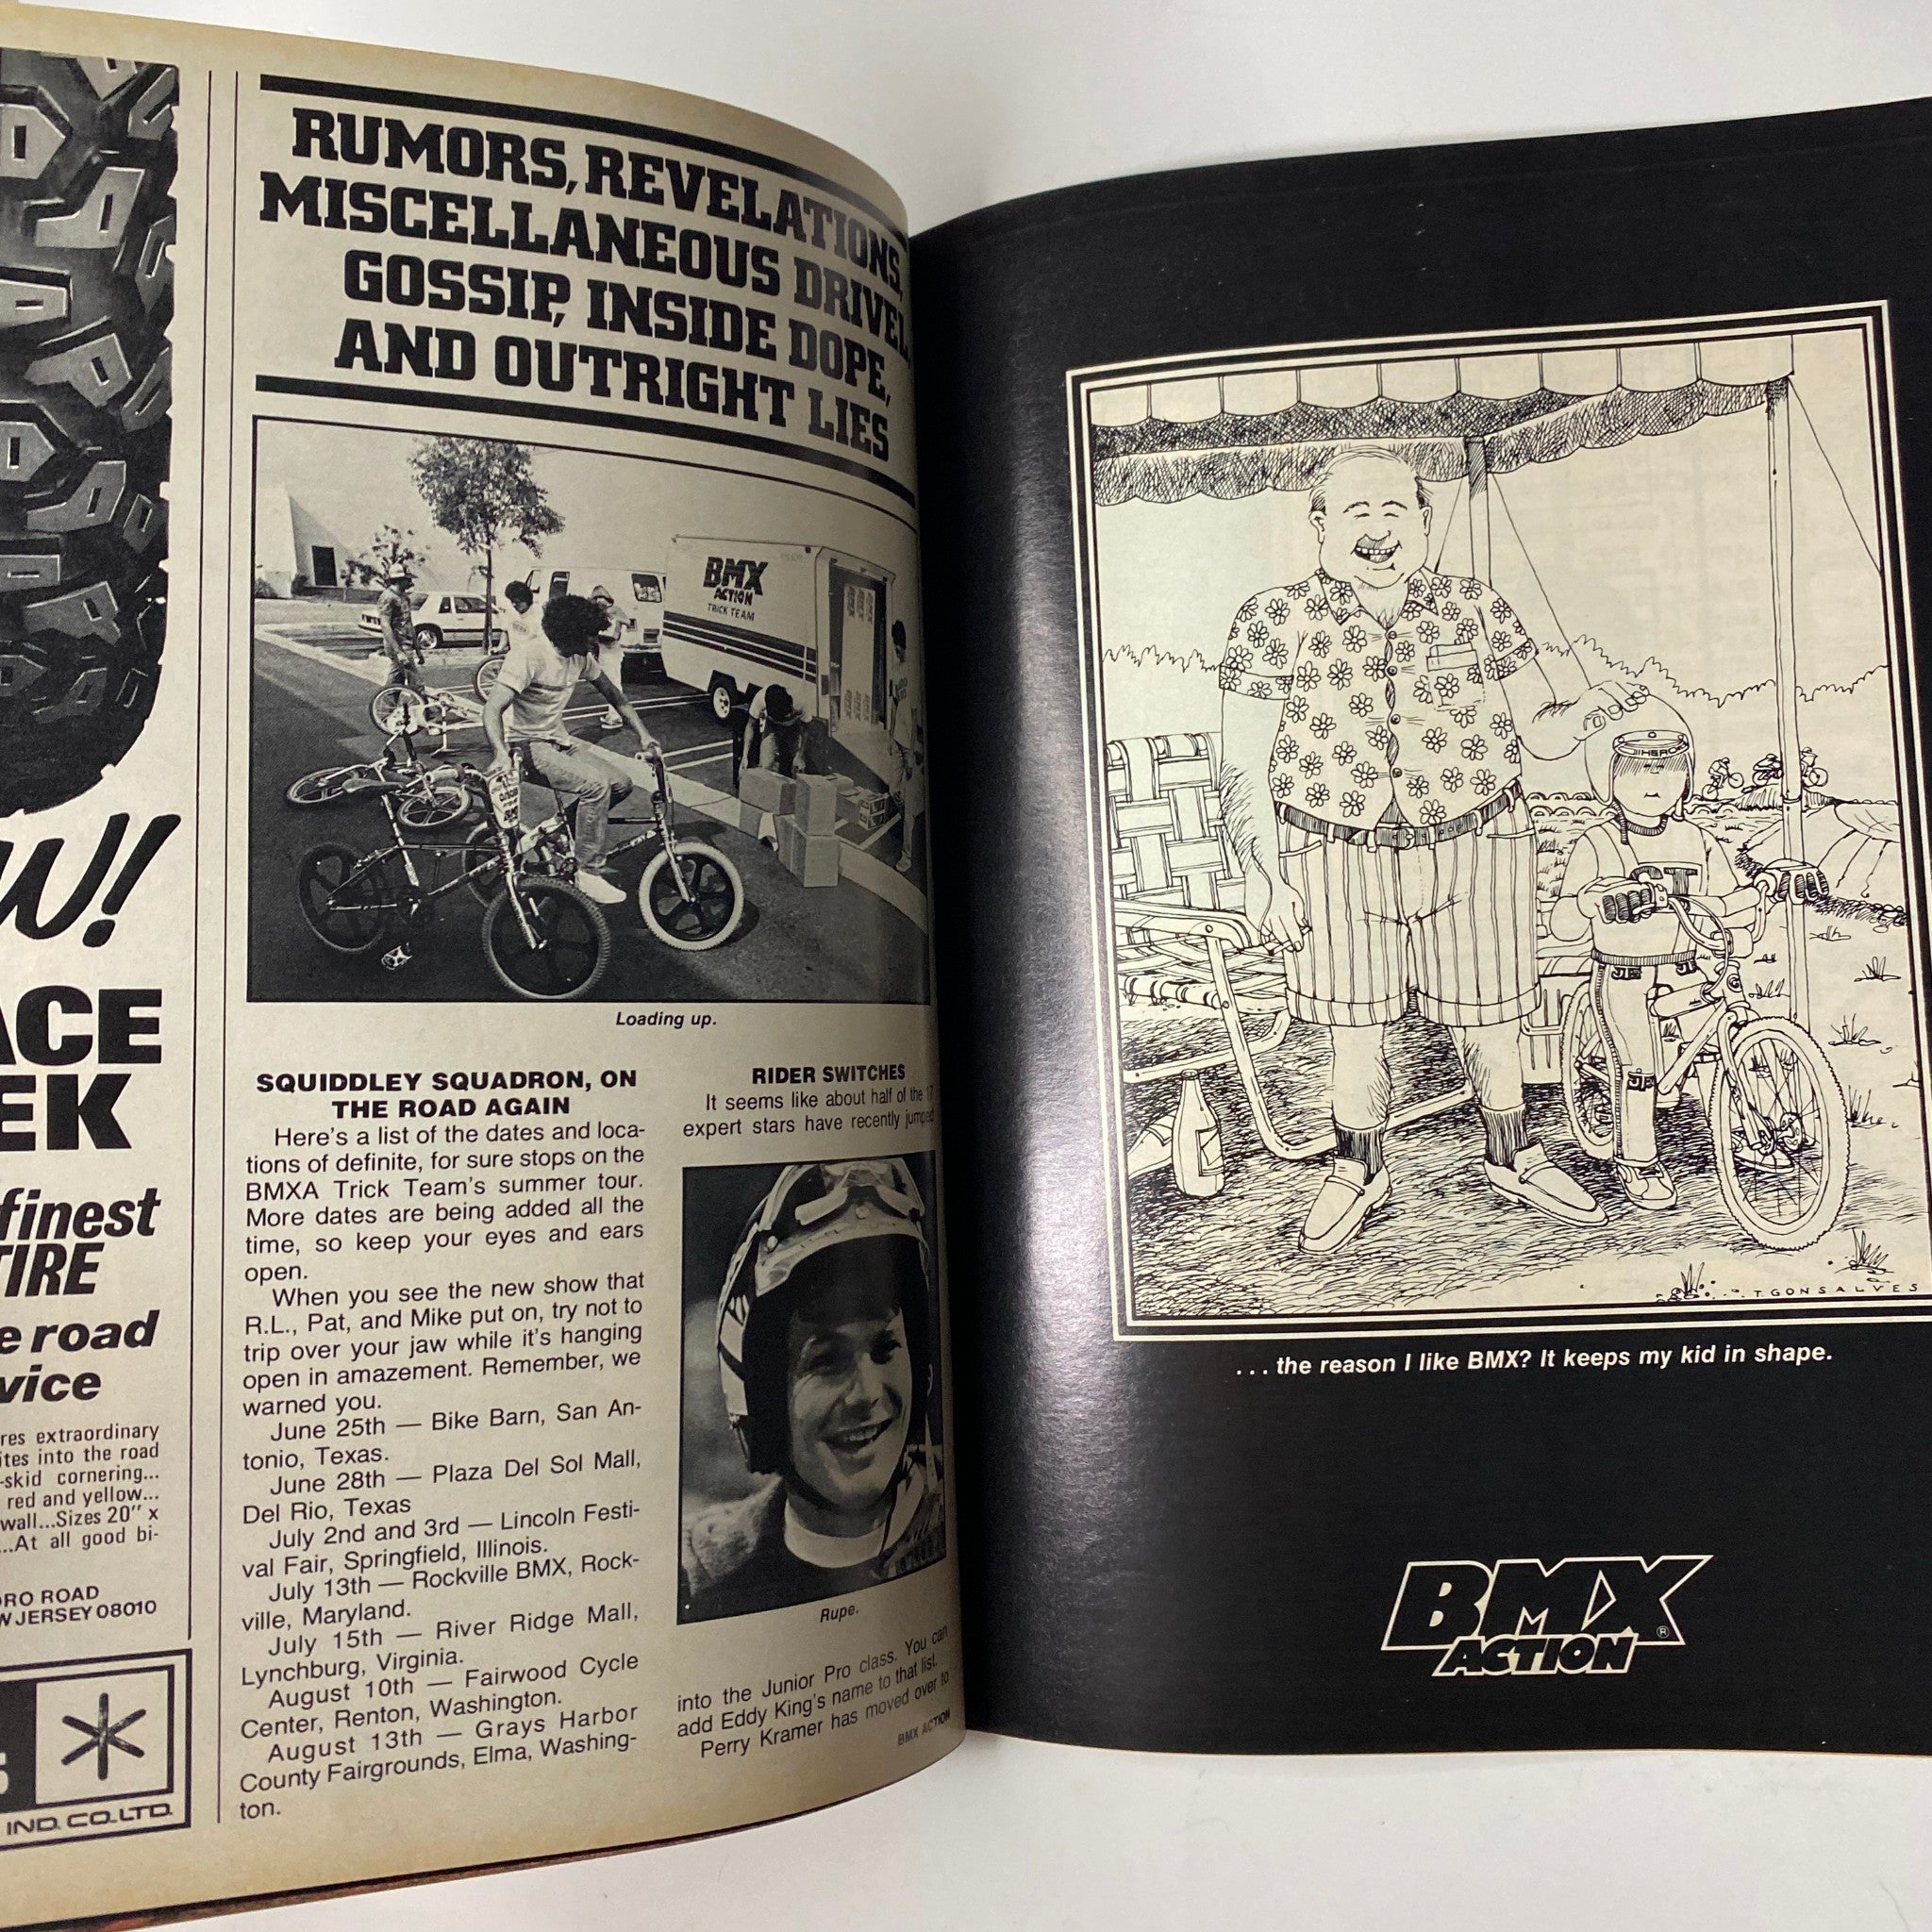 W!
ACE
EK
finest
TIRE
e road
vice
res extraordinary
ites into the road
-skid cornering...
red and yellow...
wall...Sizes 20" x
...At all good bi-
ORO ROAD
W JERSEY 08010
IND. CO. LTD.
RUMORS, REVELATIONS,
MISCELLANEOUS DRIVEL,
GOSSIP, INSIDE DOPE,
AND OUTRIGHT LIES
BMX
ACTION
TRICK TEAM
Loading up.
SQUIDDLEY SQUADRON, ON
THE ROAD AGAIN
Here's a list of the dates and loca-
tions of definite, for sure stops on the
BMXA Trick Team's summer tour.
More dates are being added all the
time, so keep your eyes and ears
open.
When you see the new show that
R.L., Pat, and Mike put on, try not to
trip over your jaw while it's hanging
open in amazement. Remember, we
warned you.
June 25th — Bike Barn, San An-
tonio, Texas.
June 28th — Plaza Del Sol Mall,
Del Rio, Texas
July 2nd and 3rd — Lincoln Festi-
val Fair, Springfield, Illinois.
July 13th — Rockville BMX, Rock-
ville, Maryland.
July 15th — River Ridge Mall,
Lynchburg, Virginia.
August 10th — Fairwood Cycle
Center, Renton, Washington.
August 13th — Grays Harbor
County Fairgrounds, Elma, Washing-
ton.
RIDER SWITCHES
It seems like about half of the 17
expert stars have recently jumped
Rupe.
into the Junior Pro class. You can
add Eddy King's name to that list.
Perry Kramer has moved over to
BMX ACTION
HERO
ST
JT
JT
JT
T. GONSALVES
. . . the reason I like BMX? It keeps my kid in shape.
BMX
ACTION®